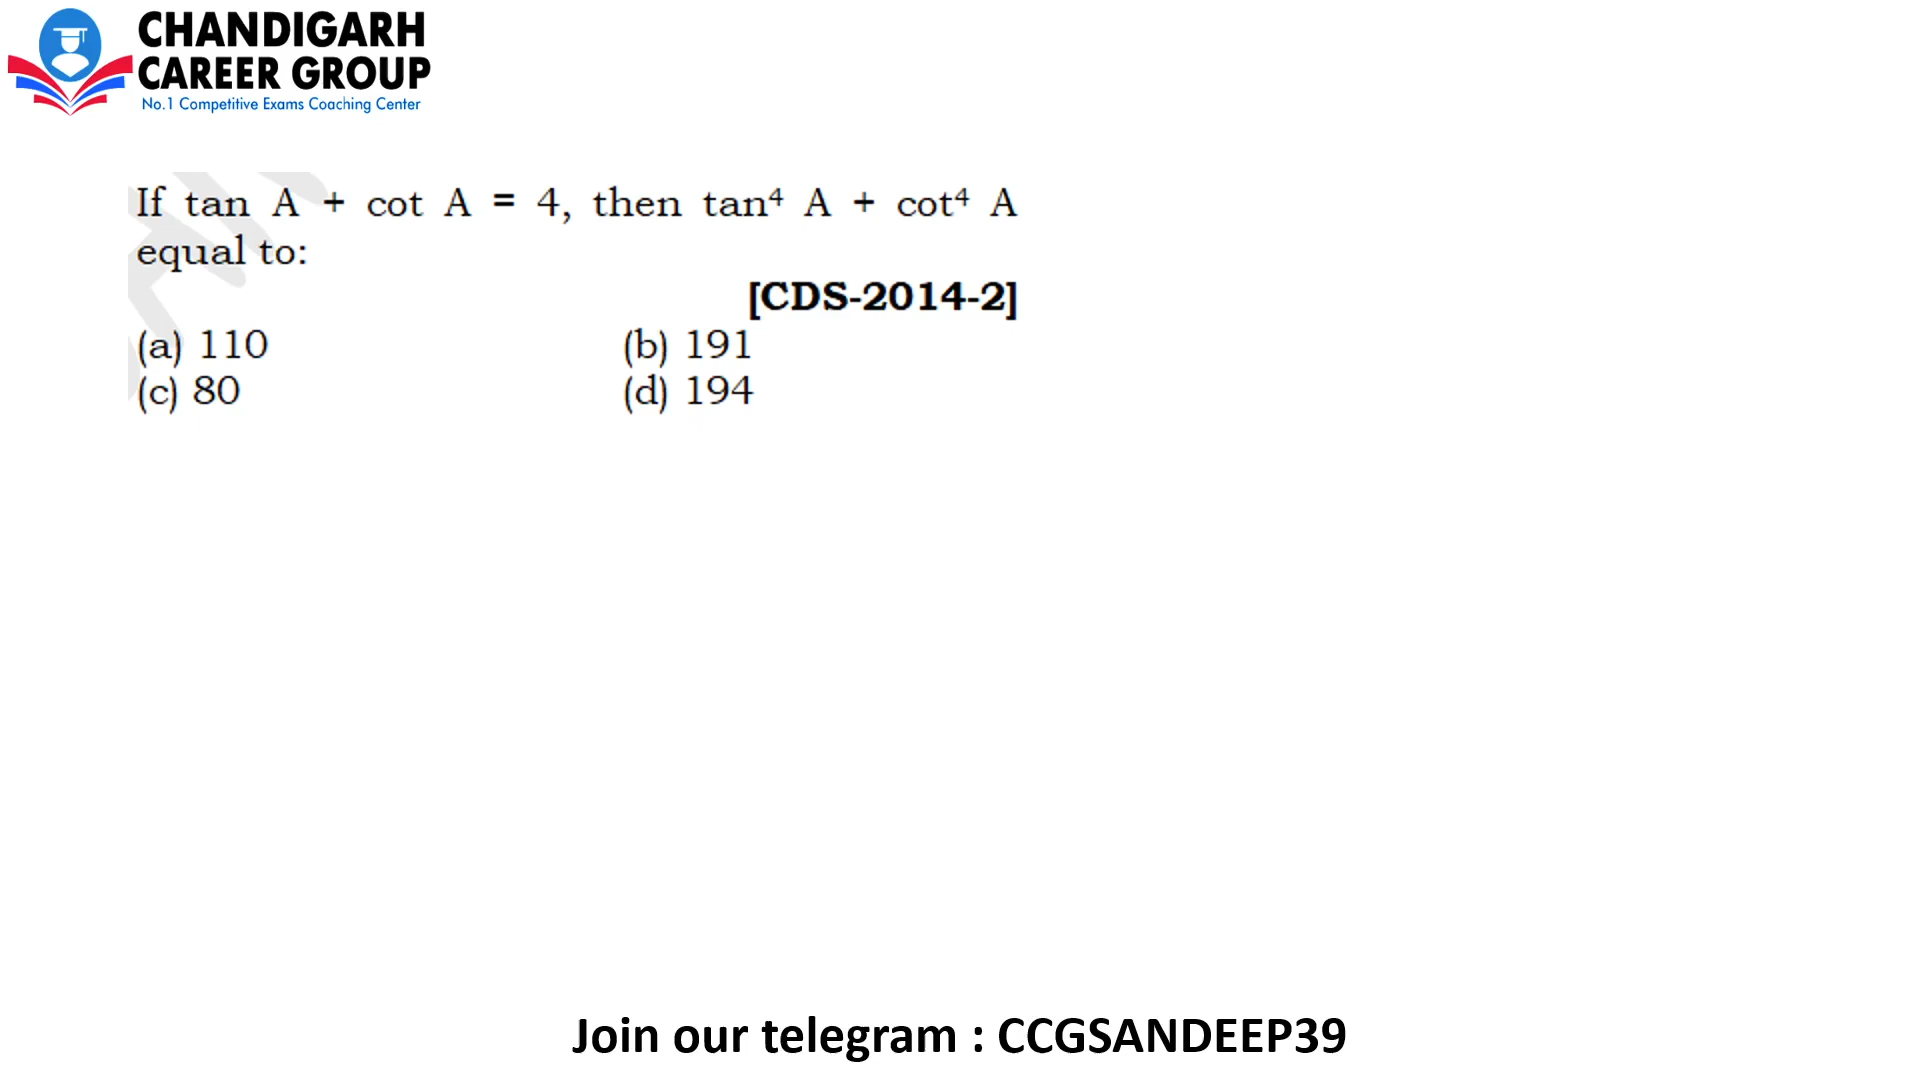 CHANDIGARH
CAREER GROUP
No.1 Competitive Exams Coaching Center
If tan A + cot A = 4, then tan⁴ A + cot⁴ A
equal to:
[CDS-2014-2]
(a) 110 (b) 191
(c) 80 (d) 194
Join our telegram : CCGSANDEEP39